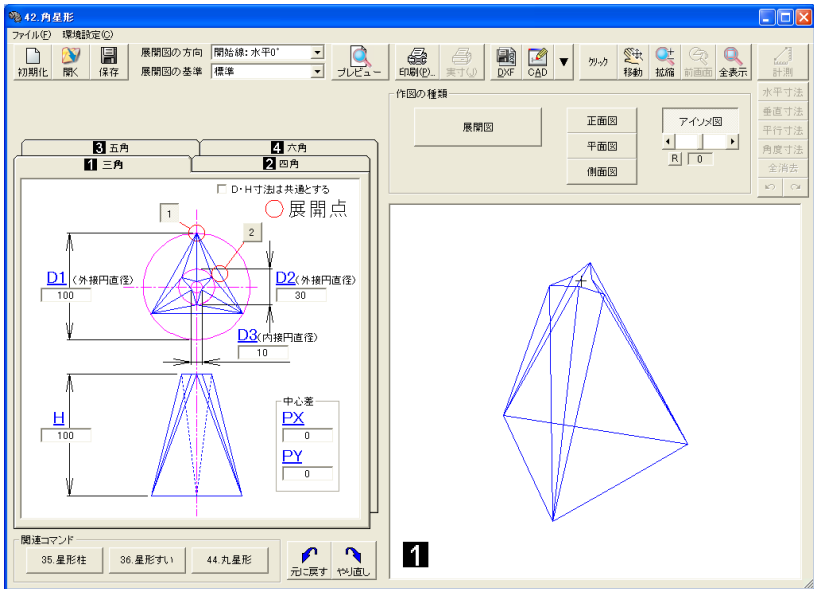 42.角星形
ファイル(F) 環境設定(C)
初期化 開く 保存
展開図の方向 開始線:水平0°
展開図の基準 標準
プレビュー 印刷(P).. 実寸(J) DXF CAD ▼ クリック 移動 拡縮 前画面 全表示 計測
作図の種類
展開図
正面図
平面図
側面図
アイソメ図
R 0
水平寸法
垂直寸法
平行寸法
角度寸法
全消去
3 五角 4 六角
1 三角 2 四角
D・H寸法は共通とする
○展開点
1
2
D1 (外接円直径)
100
D2(外接円直径)
30
D3(内接円直径)
10
H
100
中心差
PX
0
PY
0
1
関連コマンド
35.星形柱 36.星形すい 44.丸星形
元に戻す やり直し